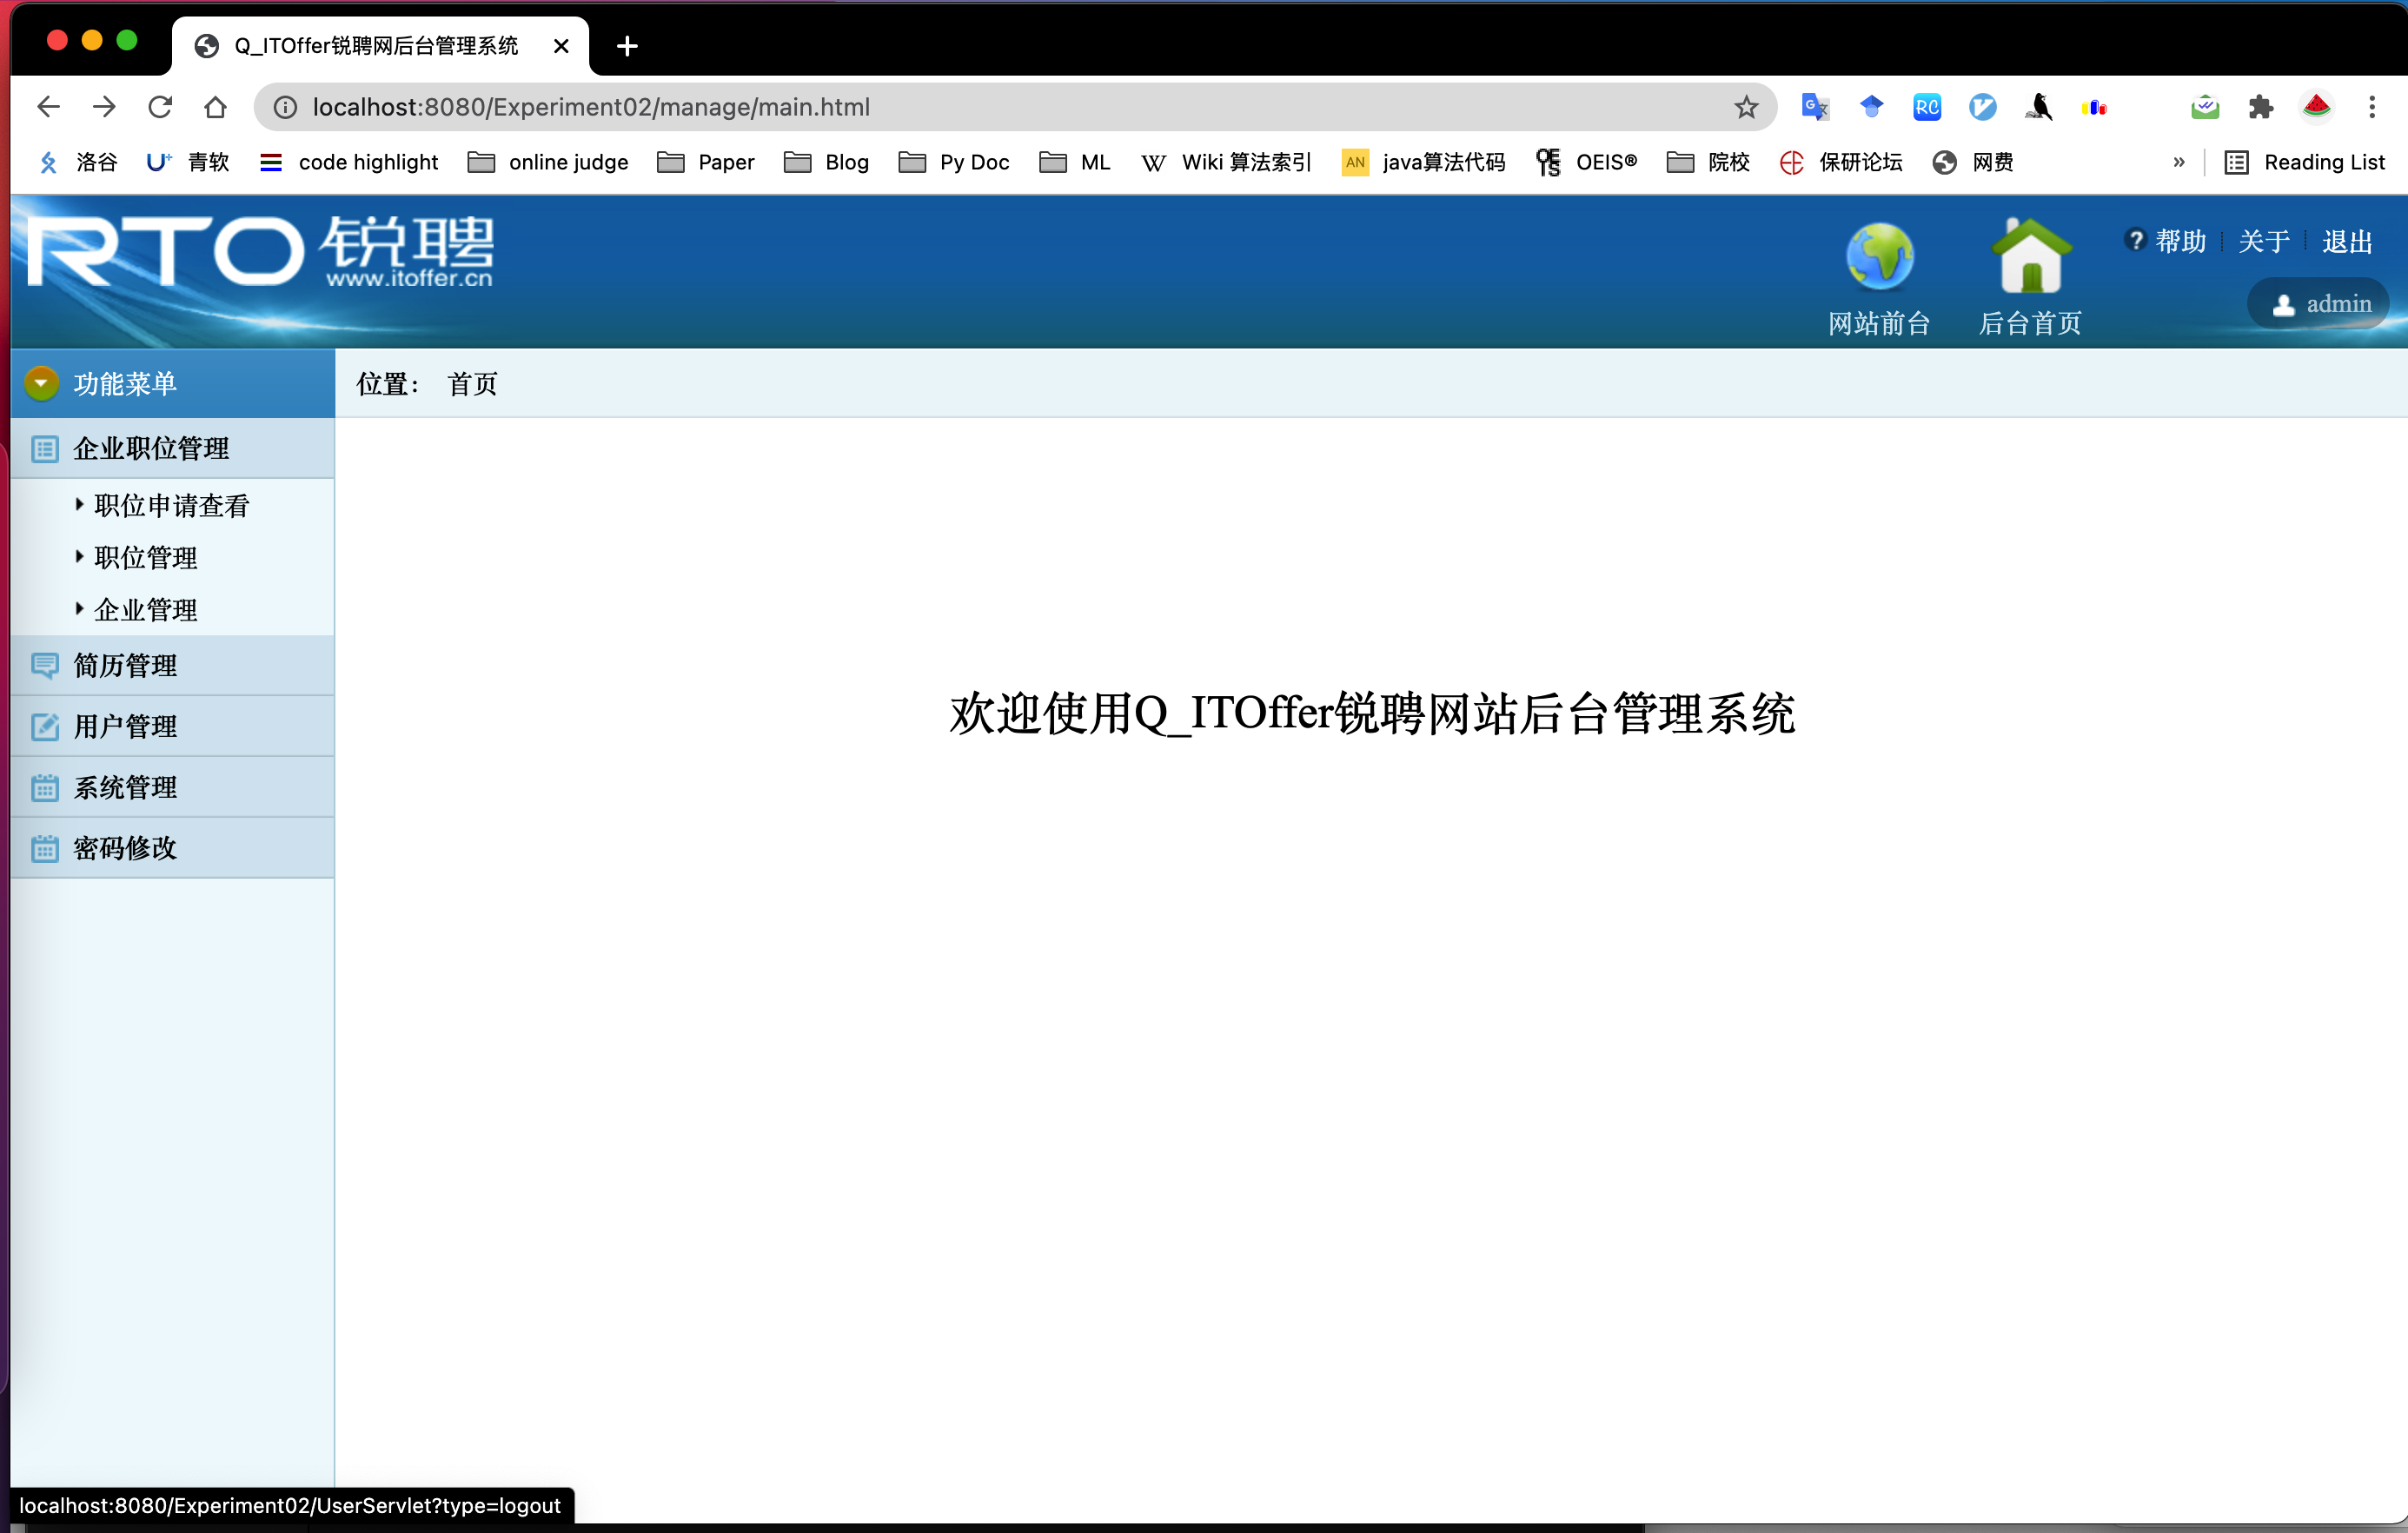 Q_ITOffer锐聘网后台管理系统
localhost:8080/Experiment02/manage/main.html
洛谷 青软 code highlight online judge Paper Blog Py Doc ML W Wiki 算法索引 AN java算法代码 OEIS® 院校 保研论坛 网费 » Reading List
RTO 锐聘
www.itoffer.cn
网站前台 后台首页
? 帮助 关于 退出
admin
功能菜单
位置： 首页
企业职位管理
职位申请查看
职位管理
企业管理
简历管理
用户管理
系统管理
密码修改
欢迎使用Q_ITOffer锐聘网站后台管理系统
localhost:8080/Experiment02/UserServlet?type=logout